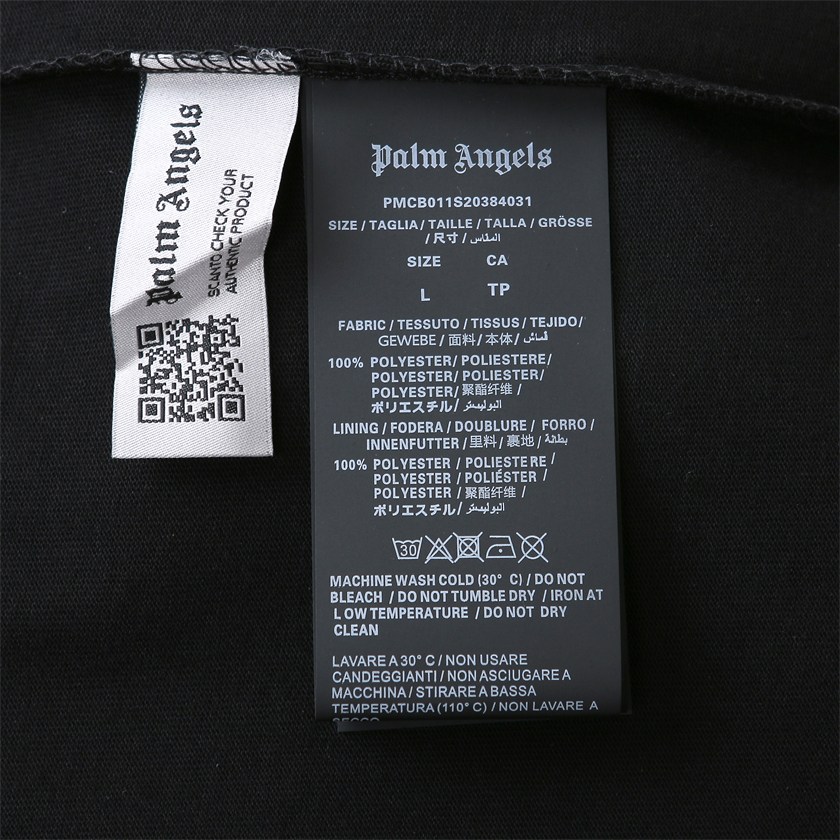 Palm Angels
SCANTO CHECK YOUR
AUTHENTIC PRODUCT
Palm Angels
PMCB011S20384031
SIZE / TAGLIA / TAILLE / TALLA / GRÖSSE
/ 尺寸 / المقاس
SIZE CA
L TP
FABRIC / TESSUTO / TISSUS / TEJIDO/
GEWEBE / 面料 / 本体 / قماش
100% POLYESTER/ POLIESTERE/
POLYESTER/ POLIESTER/
POLYESTER/ 聚酯纤维 /
ポリエスチル/ البوليستر
LINING / FODERA / DOUBLURE / FORRO /
INNENFUTTER / 里料 / 裏地 / بطانة
100% POLYESTER / POLIESTERE /
POLYESTER / POLIÉSTER /
POLYESTER / 聚酯纤维 /
ポリエスチル / البوليستر
30
MACHINE WASH COLD (30° C) / DO NOT
BLEACH / DO NOT TUMBLE DRY / IRON AT
L OW TEMPERATURE / DO NOT DRY
CLEAN
LAVARE A 30° C / NON USARE
CANDEGGIANTI / NON ASCIUGARE A
MACCHINA / STIRARE A BASSA
TEMPERATURA (110° C) / NON LAVARE A
SECCO